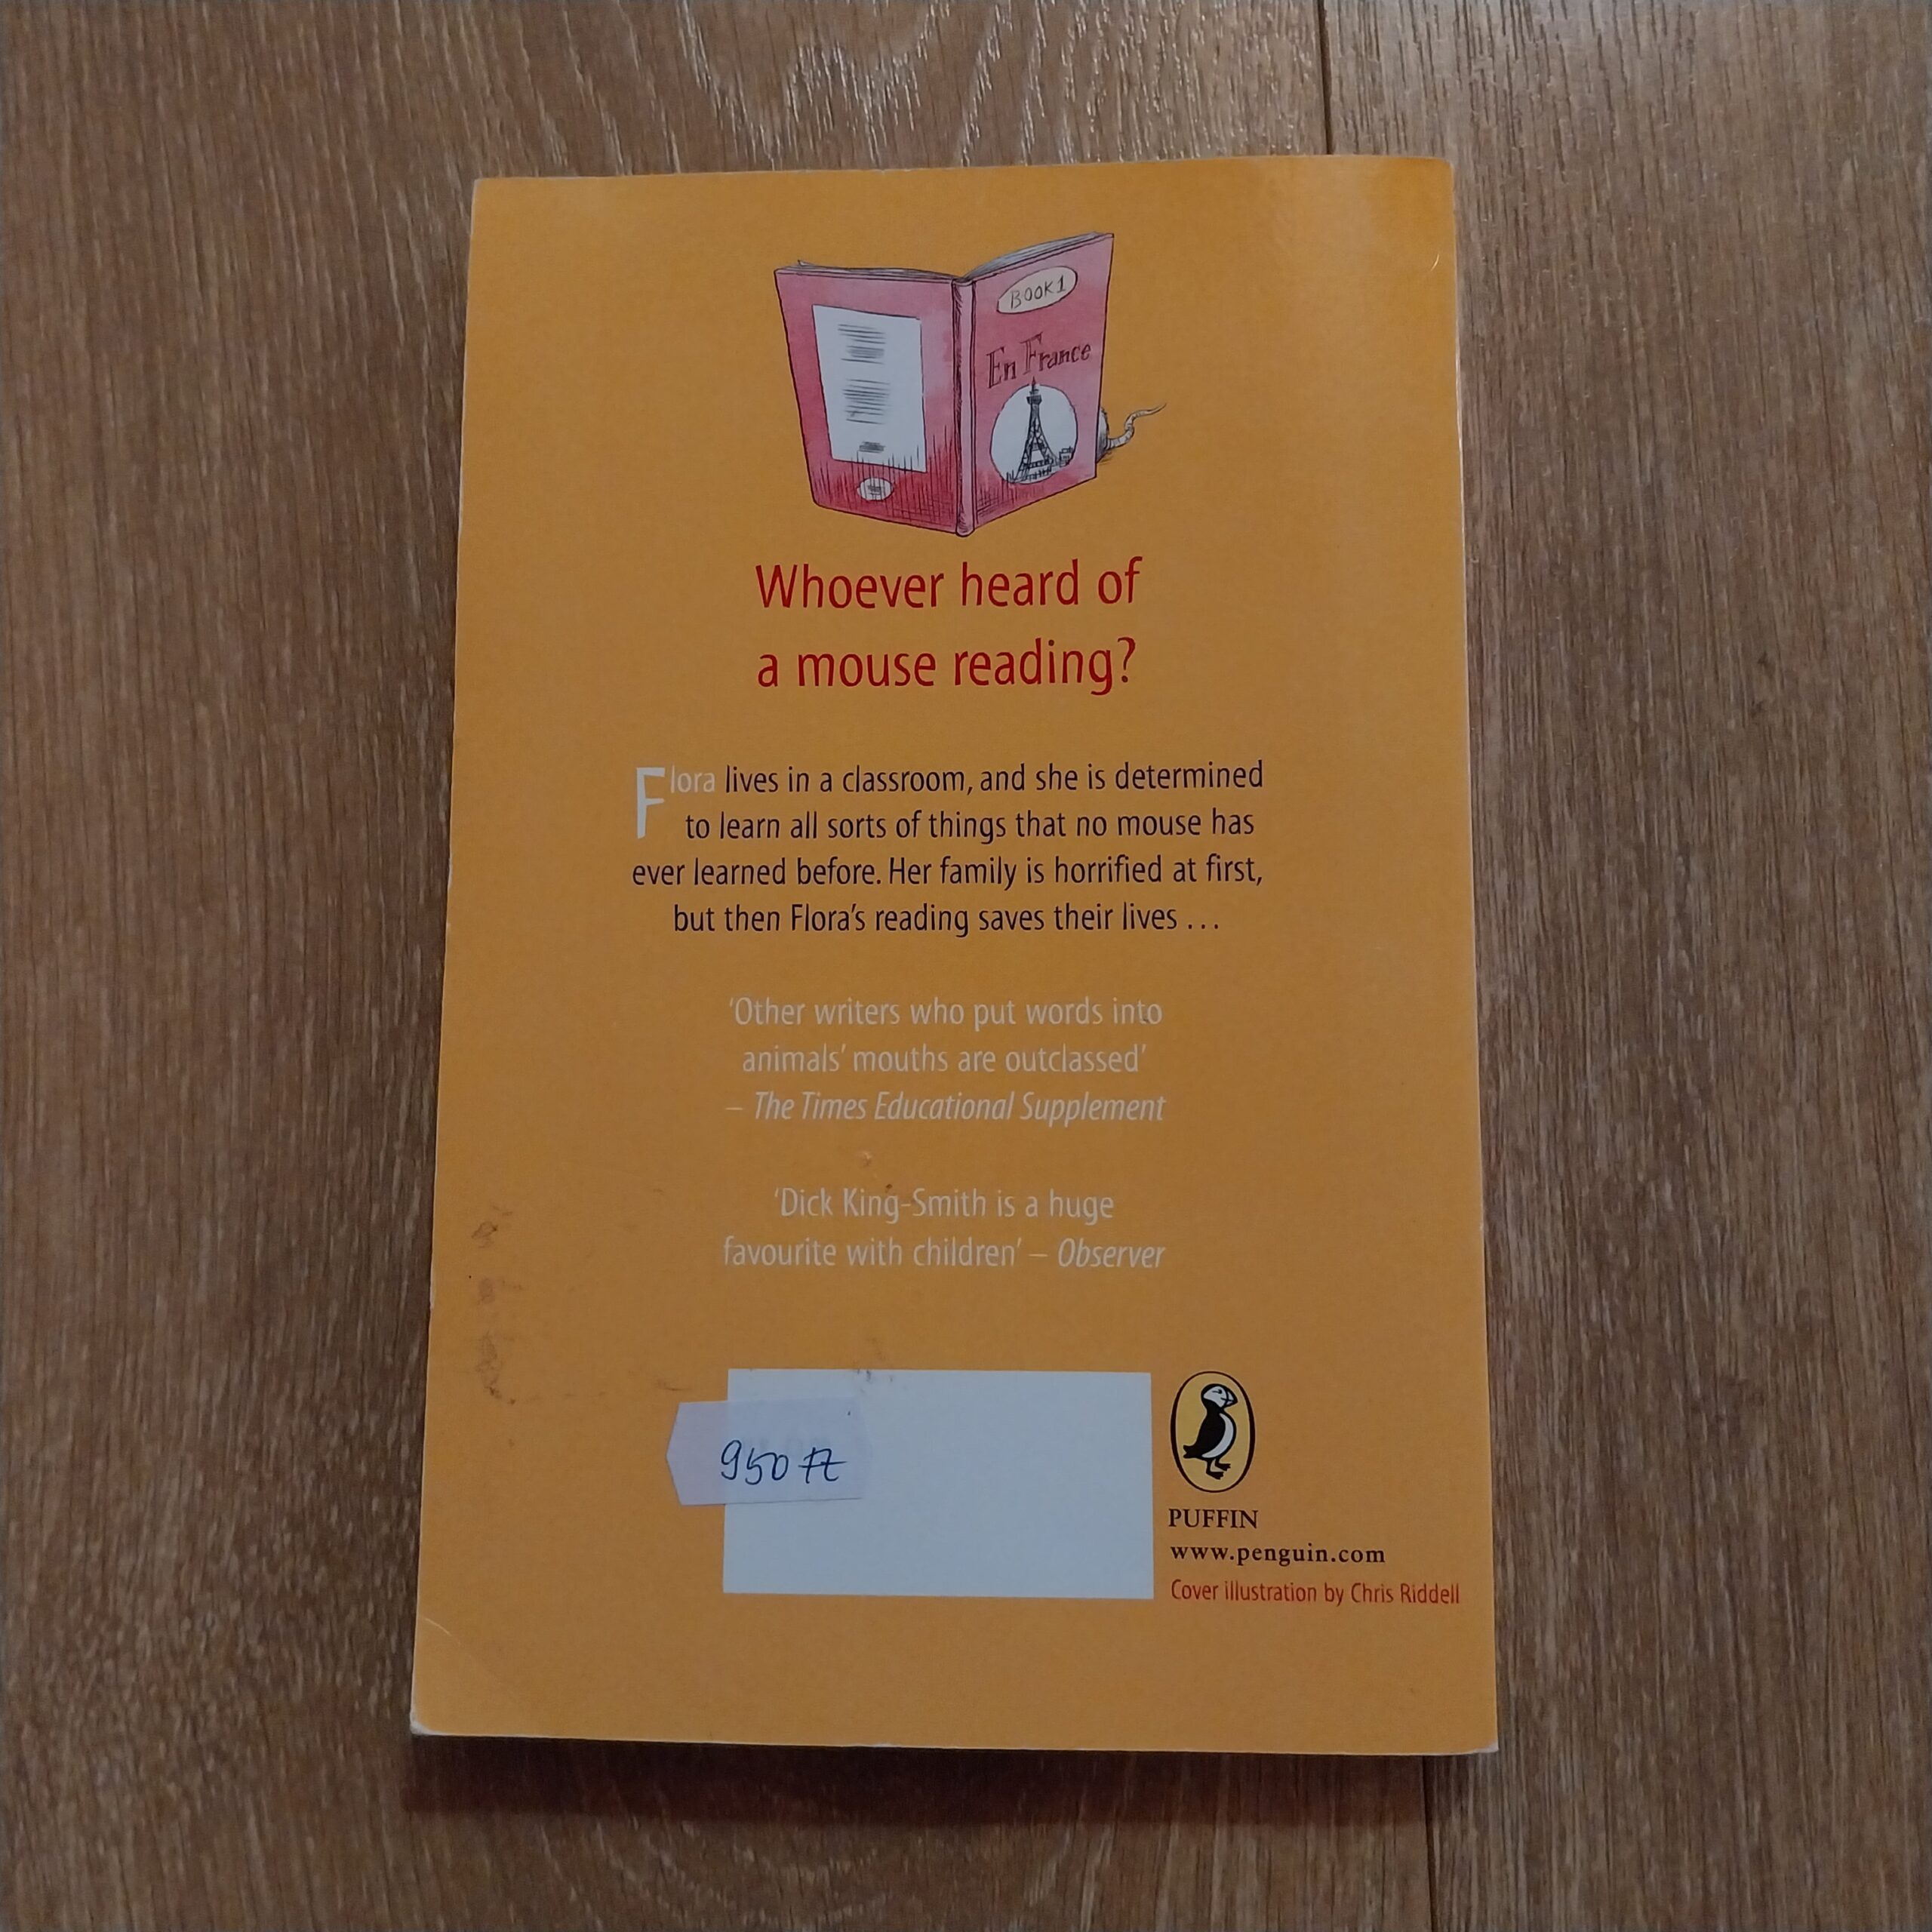 BOOK 1
En France
Whoever heard of
a mouse reading?
Flora lives in a classroom, and she is determined
to learn all sorts of things that no mouse has
ever learned before. Her family is horrified at first,
but then Flora's reading saves their lives . . .
‘Other writers who put words into
animals’ mouths are outclassed’
– The Times Educational Supplement
‘Dick King-Smith is a huge
favourite with children’ – Observer
950 Ft
PUFFIN
www.penguin.com
Cover illustration by Chris Riddell